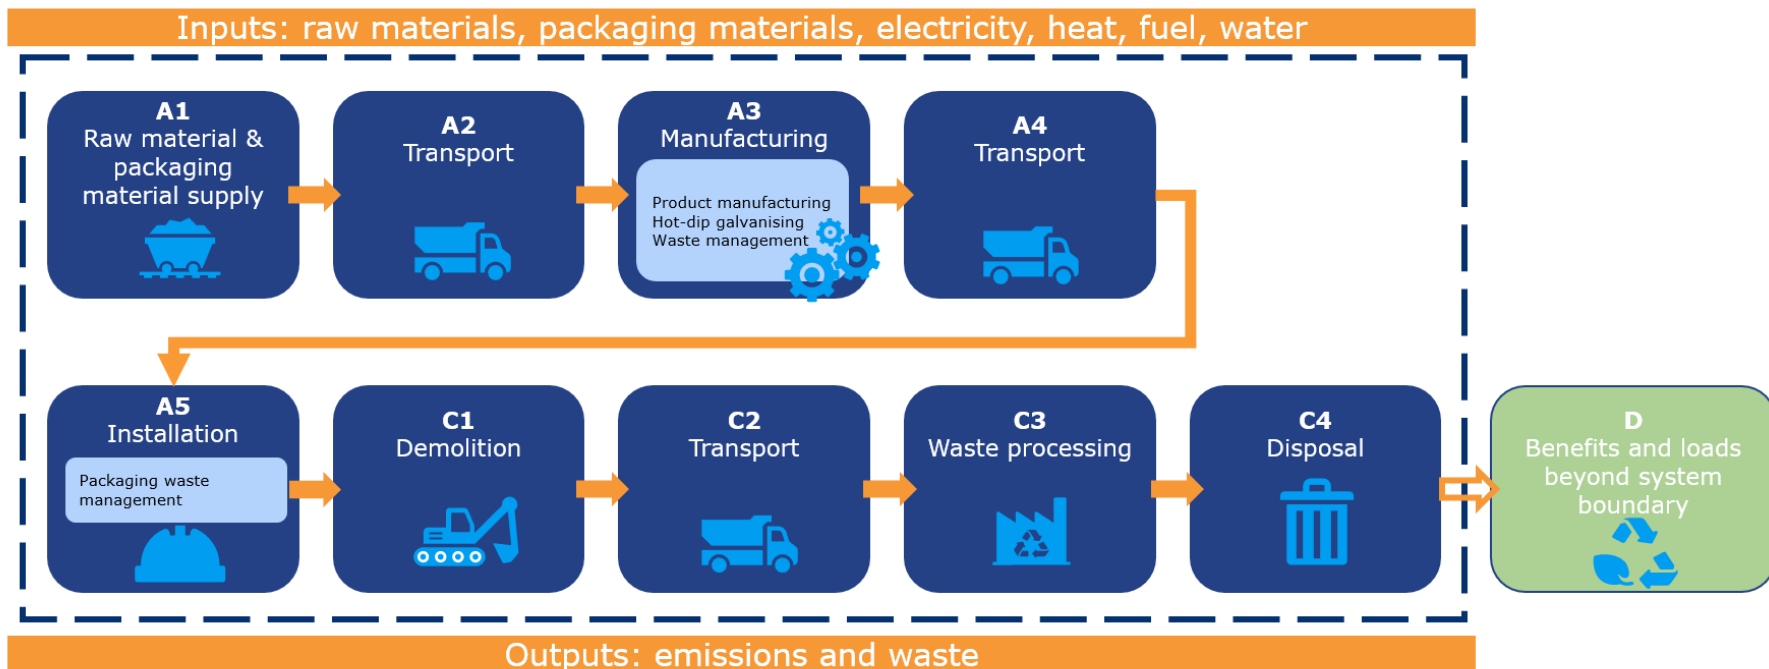 Inputs: raw materials, packaging materials, electricity, heat, fuel, water
A1
Raw material &
packaging
material supply
A2
Transport
A3
Manufacturing
Product manufacturing
Hot-dip galvanising
Waste management
A4
Transport
A5
Installation
Packaging waste
management
C1
Demolition
C2
Transport
C3
Waste processing
C4
Disposal
D
Benefits and loads
beyond system
boundary
Outputs: emissions and waste